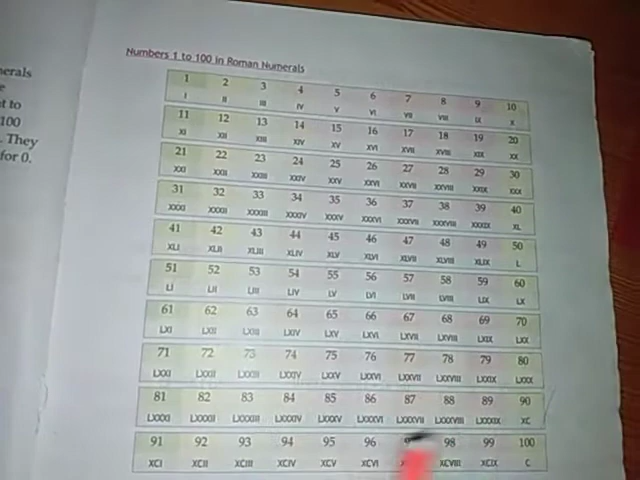 nerals
e
t to
100
. They
for 0.
Numbers 1 to 100 in Roman Numerals
1 2 3 4 5 6 7 8 9 10
I II III IV V VI VII VIII IX X
11 12 13 14 15 16 17 18 19 20
XI XII XIII XIV XV XVI XVII XVIII XIX XX
21 22 23 24 25 26 27 28 29 30
XXI XXII XXIII XXIV XXV XXVI XXVII XXVIII XXIX XXX
31 32 33 34 35 36 37 38 39 40
XXXI XXXII XXXIII XXXIV XXXV XXXVI XXXVII XXXVIII XXXIX XL
41 42 43 44 45 46 47 48 49 50
XLI XLII XLIII XLIV XLV XLVI XLVII XLVIII XLIX L
51 52 53 54 55 56 57 58 59 60
LI LII LIII LIV LV LVI LVII LVIII LIX LX
61 62 63 64 65 66 67 68 69 70
LXI LXII LXIII LXIV LXV LXVI LXVII LXVIII LXIX LXX
71 72 73 74 75 76 77 78 79 80
LXXI LXXII LXXIII LXXIV LXXV LXXVI LXXVII LXXVIII LXXIX LXXX
81 82 83 84 85 86 87 88 89 90
LXXXI LXXXII LXXXIII LXXXIV LXXXV LXXXVI LXXXVII LXXXVIII LXXXIX XC
91 92 93 94 95 96 98 99 100
XCI XCII XCIII XCIV XCV XCVI XCVIII XCIX C